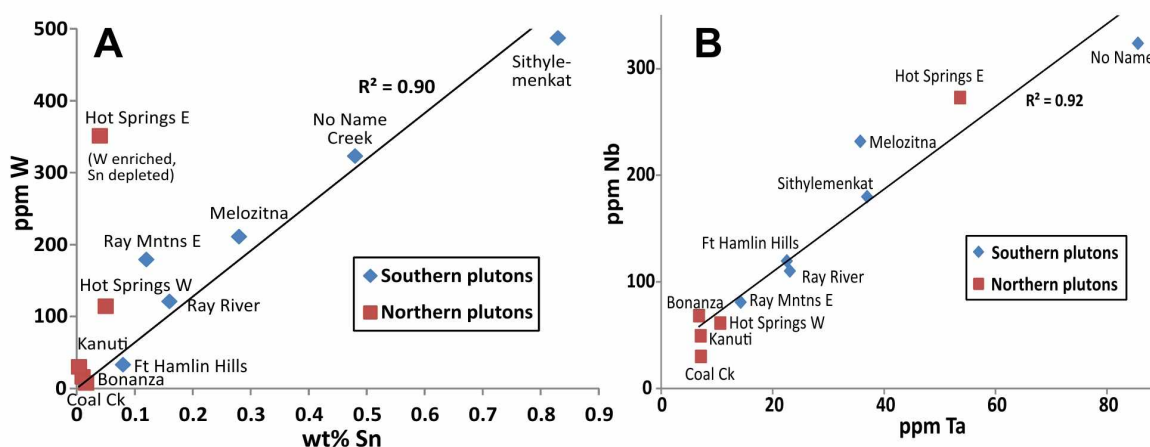 A
500
400
300
200
100
0
ppm W
0
0.1
0.2
0.3
0.4
0.5
0.6
0.7
0.8
0.9
wt% Sn
R² = 0.90
Sithyle-
menkat
Hot Springs E
(W enriched,
Sn depleted)
No Name
Creek
Melozitna
Ray Mntns E
Hot Springs W
Ray River
Kanuti
Ft Hamlin Hills
Bonanza
Coal Ck
Southern plutons
Northern plutons
B
300
200
100
0
ppm Nb
0
20
40
60
80
ppm Ta
No Name
Hot Springs E
R² = 0.92
Melozitna
Sithylemenkat
Ft Hamlin Hills
Ray River
Bonanza
Ray Mntns E
Hot Springs W
Kanuti
Coal Ck
Southern plutons
Northern plutons